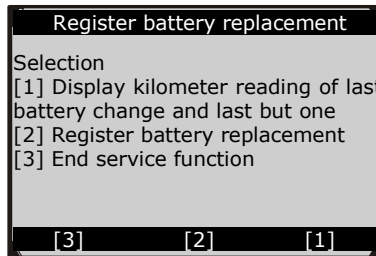 Register battery replacement
Selection
[1] Display kilometer reading of last
battery change and last but one
[2] Register battery replacement
[3] End service function
[3] [2] [1]